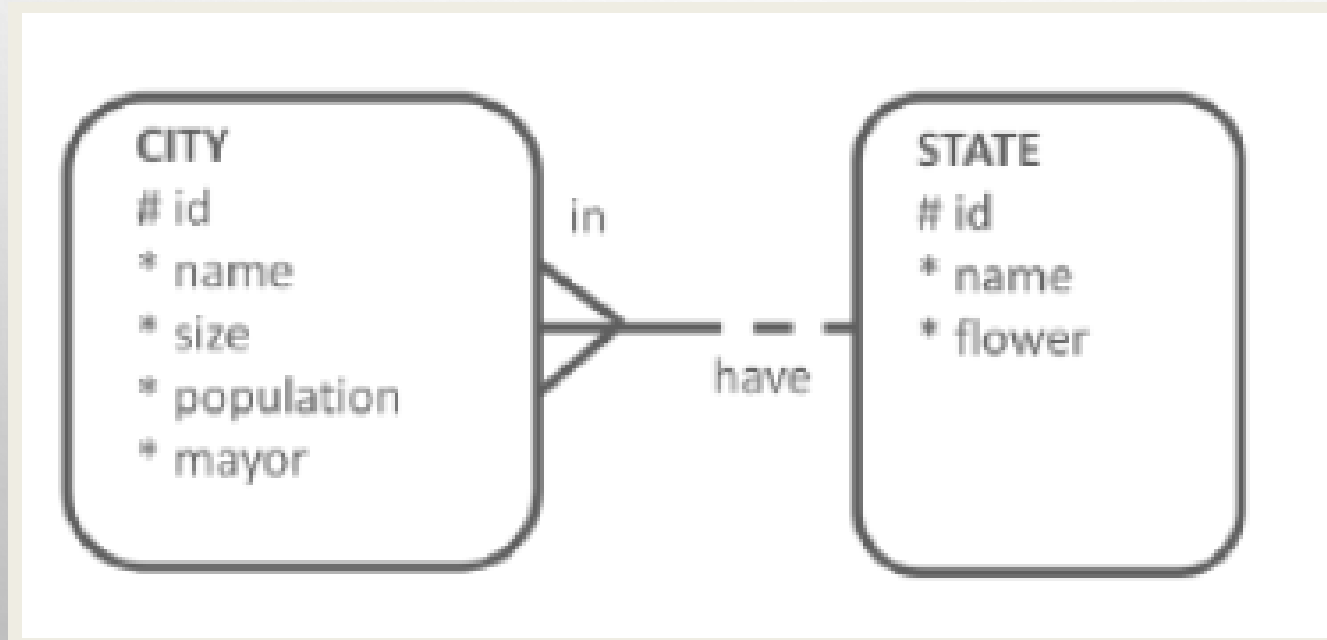 CITY
# id
* name
* size
* population
* mayor
in
have
STATE
# id
* name
* flower